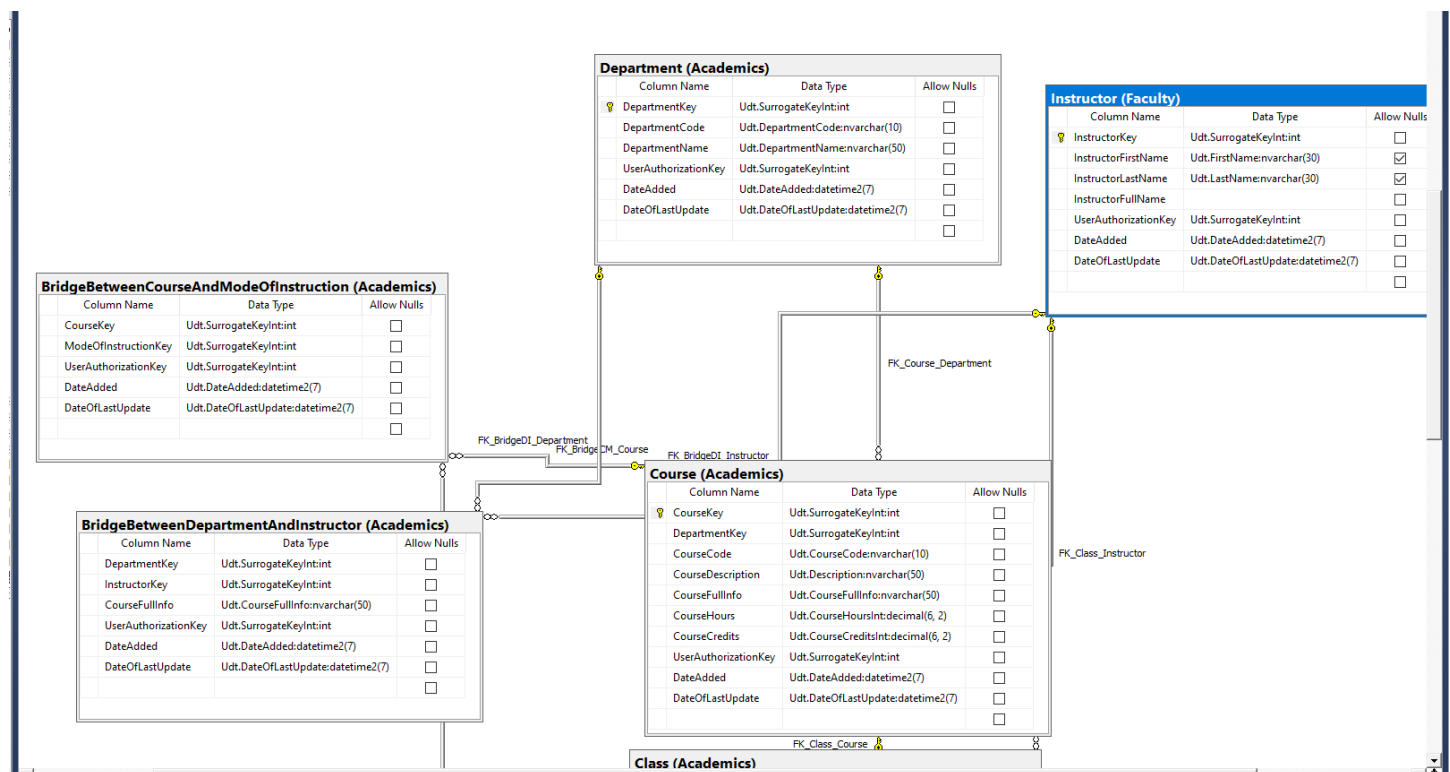 Department (Academics)
Column Name Data Type Allow Nulls
DepartmentKey Udt.SurrogateKeyInt:int
DepartmentCode Udt.DepartmentCode:nvarchar(10)
DepartmentName Udt.DepartmentName:nvarchar(50)
UserAuthorizationKey Udt.SurrogateKeyInt:int
DateAdded Udt.DateAdded:datetime2(7)
DateOfLastUpdate Udt.DateOfLastUpdate:datetime2(7)
Instructor (Faculty)
Column Name Data Type Allow Nulls
InstructorKey Udt.SurrogateKeyInt:int
InstructorFirstName Udt.FirstName:nvarchar(30)
InstructorLastName Udt.LastName:nvarchar(30)
InstructorFullName
UserAuthorizationKey Udt.SurrogateKeyInt:int
DateAdded Udt.DateAdded:datetime2(7)
DateOfLastUpdate Udt.DateOfLastUpdate:datetime2(7)
BridgeBetweenCourseAndModeOfInstruction (Academics)
Column Name Data Type Allow Nulls
CourseKey Udt.SurrogateKeyInt:int
ModeOfInstructionKey Udt.SurrogateKeyInt:int
UserAuthorizationKey Udt.SurrogateKeyInt:int
DateAdded Udt.DateAdded:datetime2(7)
DateOfLastUpdate Udt.DateOfLastUpdate:datetime2(7)
FK_Course_Department
FK_BridgeDI_Department
FK_BridgeCM_Course
FK_BridgeDI_Instructor
BridgeBetweenDepartmentAndInstructor (Academics)
Column Name Data Type Allow Nulls
DepartmentKey Udt.SurrogateKeyInt:int
InstructorKey Udt.SurrogateKeyInt:int
CourseFullInfo Udt.CourseFullInfo:nvarchar(50)
UserAuthorizationKey Udt.SurrogateKeyInt:int
DateAdded Udt.DateAdded:datetime2(7)
DateOfLastUpdate Udt.DateOfLastUpdate:datetime2(7)
Course (Academics)
Column Name Data Type Allow Nulls
CourseKey Udt.SurrogateKeyInt:int
DepartmentKey Udt.SurrogateKeyInt:int
CourseCode Udt.CourseCode:nvarchar(10)
CourseDescription Udt.Description:nvarchar(50)
CourseFullInfo Udt.CourseFullInfo:nvarchar(50)
CourseHours Udt.CourseHoursInt:decimal(6, 2)
CourseCredits Udt.CourseCreditsInt:decimal(6, 2)
UserAuthorizationKey Udt.SurrogateKeyInt:int
DateAdded Udt.DateAdded:datetime2(7)
DateOfLastUpdate Udt.DateOfLastUpdate:datetime2(7)
FK_Class_Instructor
FK_Class_Course
Class (Academics)